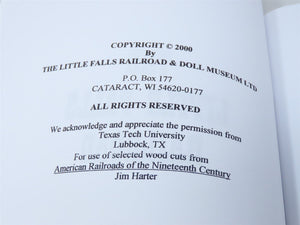 COPYRIGHT © 2000
By
THE LITTLE FALLS RAILROAD & DOLL MUSEUM LTD
P.O. Box 177
CATARACT, WI 54620-0177
ALL RIGHTS RESERVED
We acknowledge and appreciate the permission from
Texas Tech University
Lubbock, TX
For use of selected wood cuts from
American Railroads of the Nineteenth Century
Jim Harter